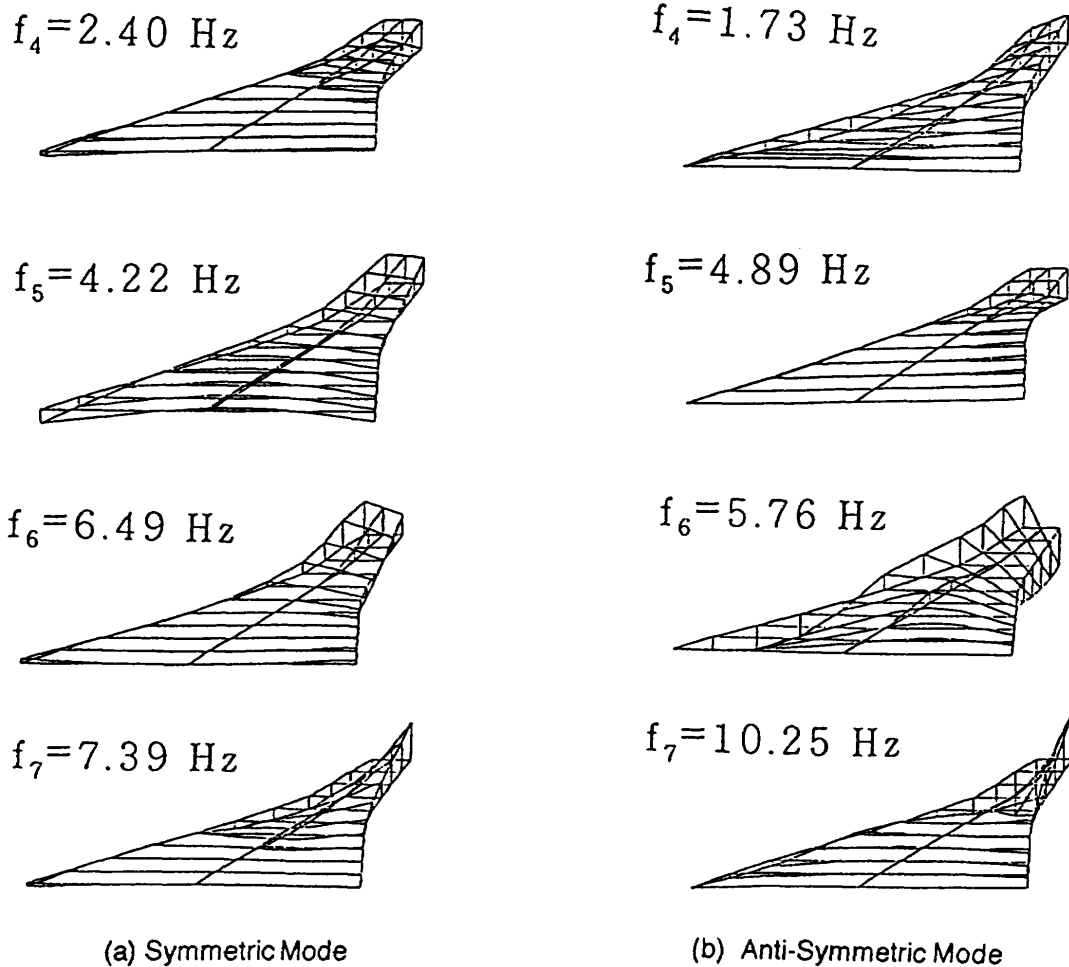 f₄=2.40 Hz
f₅=4.22 Hz
f₆=6.49 Hz
f₇=7.39 Hz
(a) Symmetric Mode
f₄=1.73 Hz
f₅=4.89 Hz
f₆=5.76 Hz
f₇=10.25 Hz
(b) Anti-Symmetric Mode